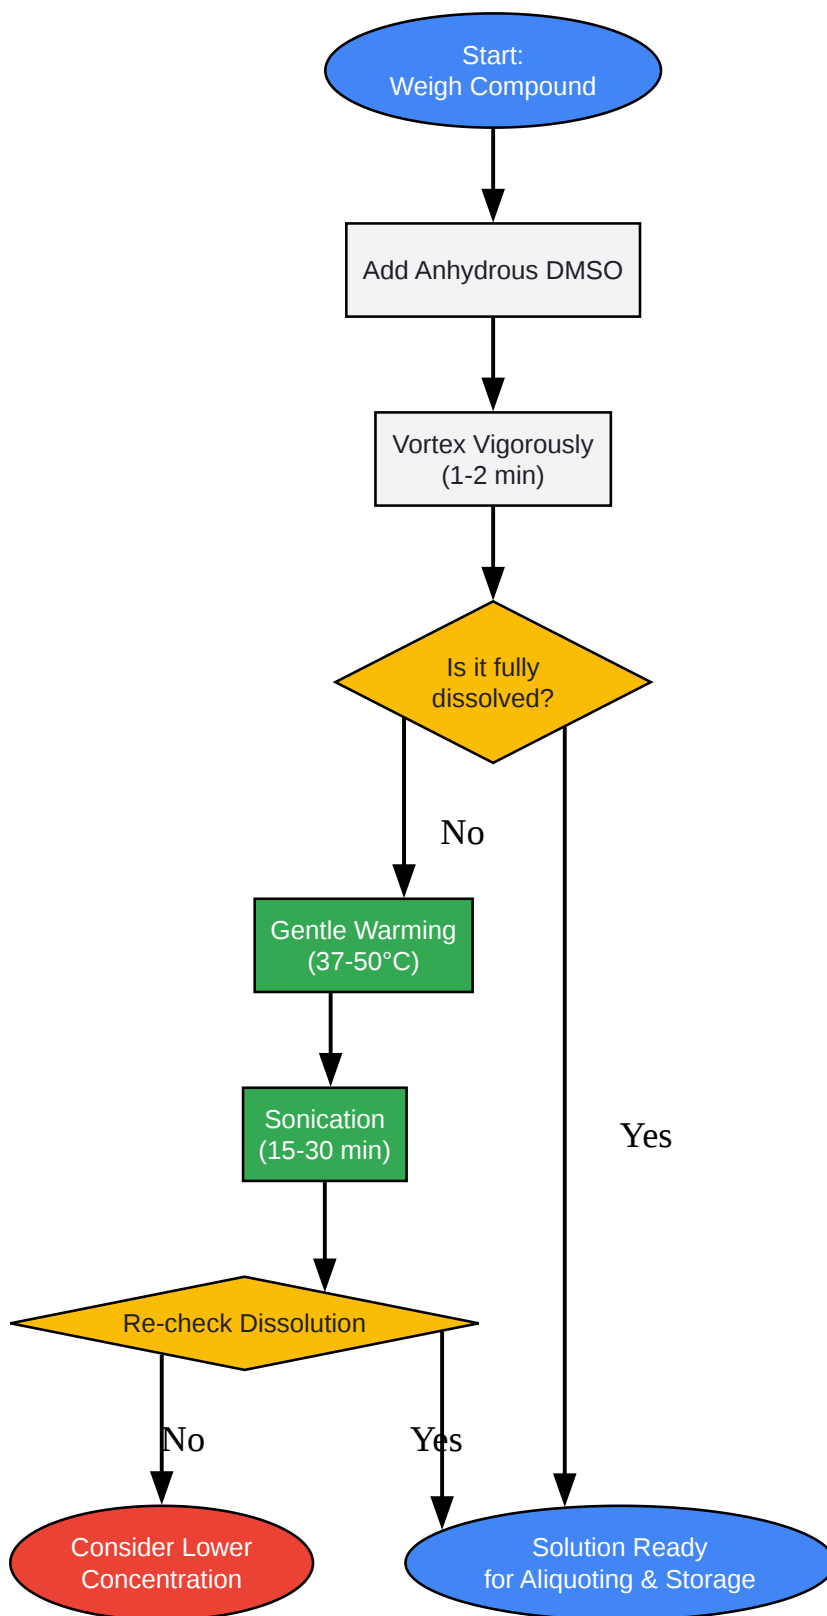 Start:
Weigh Compound
Add Anhydrous DMSO
Vortex Vigorously
(1-2 min)
Is it fully
dissolved?
No
Gentle Warming
(37-50°C)
Sonication
(15-30 min)
Yes
Re-check Dissolution
No
Yes
Consider Lower
Concentration
Solution Ready
for Aliquoting & Storage